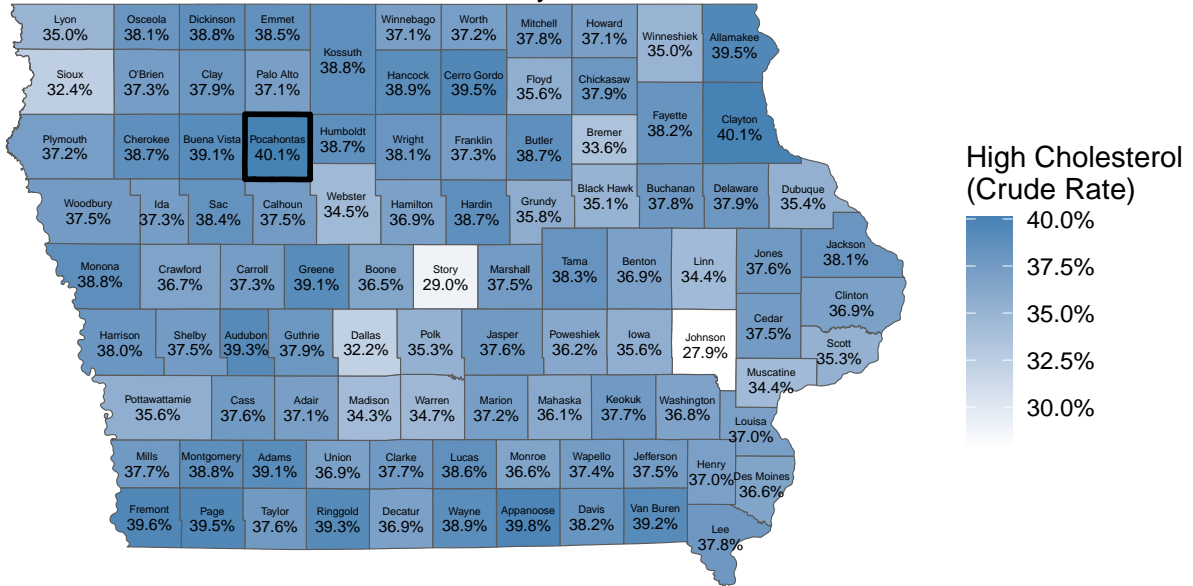 Lyon
35.0%
Osceola
38.1%
Dickinson
38.8%
Emmet
38.5%
Kossuth
38.8%
Winnebago
37.1%
Worth
37.2%
Mitchell
37.8%
Howard
37.1%
Winneshiek
35.0%
Allamakee
39.5%
Sioux
32.4%
O'Brien
37.3%
Clay
37.9%
Palo Alto
37.1%
Hancock
38.9%
Cerro Gordo
39.5%
Floyd
35.6%
Chickasaw
37.9%
Fayette
38.2%
Clayton
40.1%
Plymouth
37.2%
Cherokee
38.7%
Buena Vista
39.1%
Pocahontas
40.1%
Humboldt
38.7%
Wright
38.1%
Franklin
37.3%
Butler
38.7%
Bremer
33.6%
Woodbury
37.5%
Ida
37.3%
Sac
38.4%
Calhoun
37.5%
Webster
34.5%
Hamilton
36.9%
Hardin
38.7%
Grundy
35.8%
Black Hawk
35.1%
Buchanan
37.8%
Delaware
37.9%
Dubuque
35.4%
Monona
38.8%
Crawford
36.7%
Carroll
37.3%
Greene
39.1%
Boone
36.5%
Story
29.0%
Marshall
37.5%
Tama
38.3%
Benton
36.9%
Linn
34.4%
Jones
37.6%
Jackson
38.1%
Clinton
36.9%
Harrison
38.0%
Shelby
37.5%
Audubon
39.3%
Guthrie
37.9%
Dallas
32.2%
Polk
35.3%
Jasper
37.6%
Poweshiek
36.2%
Iowa
35.6%
Johnson
27.9%
Cedar
37.5%
Scott
35.3%
Muscatine
34.4%
Pottawattamie
35.6%
Cass
37.6%
Adair
37.1%
Madison
34.3%
Warren
34.7%
Marion
37.2%
Mahaska
36.1%
Keokuk
37.7%
Washington
36.8%
Louisa
37.0%
Mills
37.7%
Montgomery
38.8%
Adams
39.1%
Union
36.9%
Clarke
37.7%
Lucas
38.6%
Monroe
36.6%
Wapello
37.4%
Jefferson
37.5%
Henry
37.0%
Des Moines
36.6%
Fremont
39.6%
Page
39.5%
Taylor
37.6%
Ringgold
39.3%
Decatur
36.9%
Wayne
38.9%
Appanoose
39.8%
Davis
38.2%
Van Buren
39.2%
Lee
37.8%
High Cholesterol
(Crude Rate)
40.0%
37.5%
35.0%
32.5%
30.0%